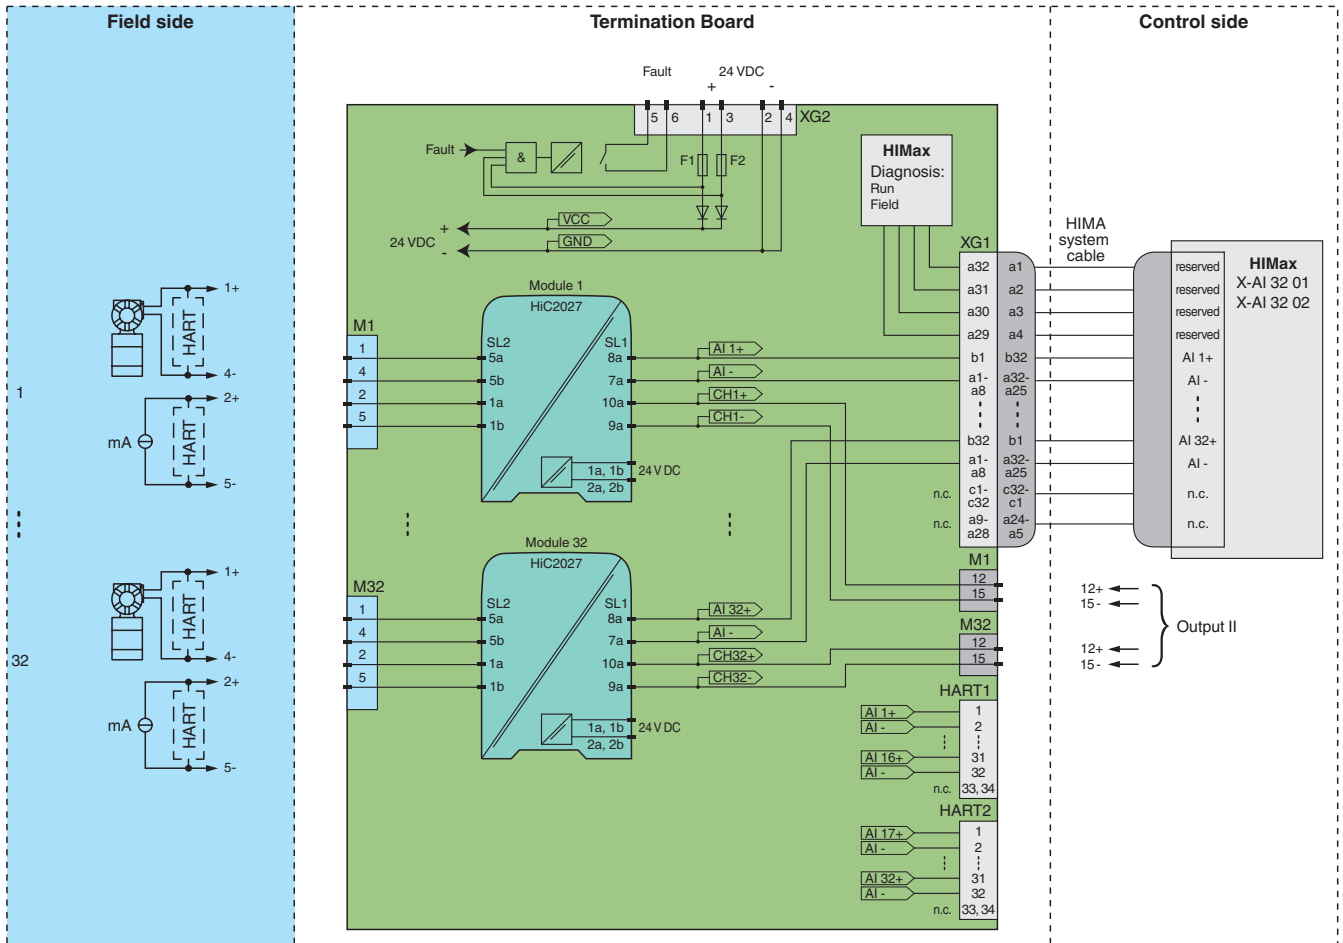 Field side
Termination Board
Control side
Fault
24 VDC
+
-
5
6
1
3
2
4
XG2
Fault
&
F1
F2
VCC
GND
+
24 VDC
-
HIMax
Diagnosis:
Run
Field
XG1
HIMA
system
cable
HIMax
X-AI 32 01
X-AI 32 02
a32 a1 reserved
a31 a2 reserved
a30 a3 reserved
a29 a4 reserved
b1 b32 AI 1+
a1- a32- AI -
a8 a25
b32 b1 AI 32+
a1- a32- AI -
a8 a25
n.c. c1- c32- n.c.
c32 c1
n.c. a9- a24- n.c.
a28 a5
1
1+
HART
4-
2+
mA
HART
5-
M1
1
4
2
5
Module 1
HiC2027
SL2
SL1
5a
8a
5b
7a
1a
10a
1b
9a
1a, 1b
2a, 2b
24 V DC
AI 1+
AI -
CH1+
CH1-
32
1+
HART
4-
2+
mA
HART
5-
M32
1
4
2
5
Module 32
HiC2027
SL2
SL1
5a
8a
5b
7a
1a
10a
1b
9a
1a, 1b
2a, 2b
24 V DC
AI 32+
AI -
CH32+
CH32-
M1
12
15
M32
12
15
12+
15-
12+
15-
Output II
HART1
AI 1+ 1
AI - 2
AI 16+ 31
AI - 32
n.c. 33, 34
HART2
AI 17+ 1
AI - 2
AI 32+ 31
AI - 32
n.c. 33, 34